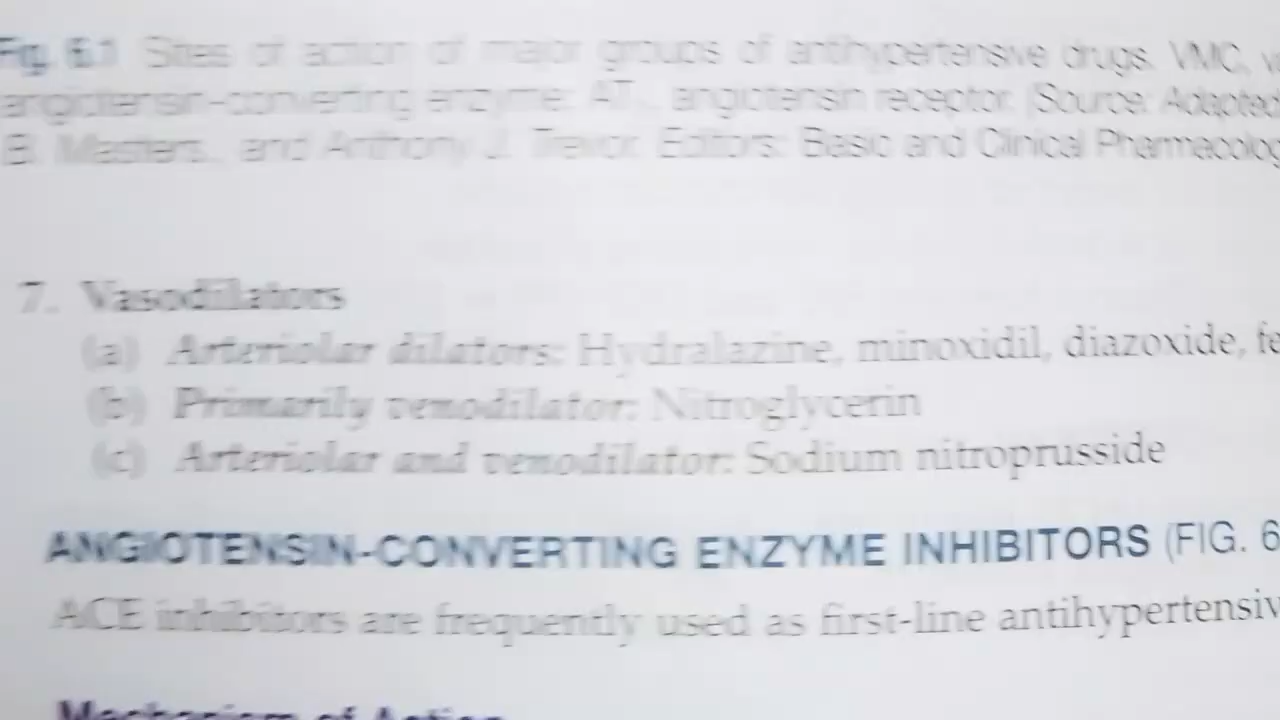 Fig. 6.1 Sites of action of major groups of antihypertensive drugs. VMC,
angiotensin-converting enzyme; AT, angiotensin receptor. (Source: Adapted
B. Masters, and Anthony J. Trevor. Editors: Basic and Clinical
7. Vasodilators
(a) Arteriolar dilators: Hydralazine, minoxidil, diazoxide,
(b) Primarily venodilator: Nitroglycerin
(c) Arteriolar and venodilator: Sodium nitroprusside
ANGIOTENSIN-CONVERTING ENZYME INHIBITORS (FIG. 6
ACE inhibitors are frequently used as first-line
Mechanism of Action